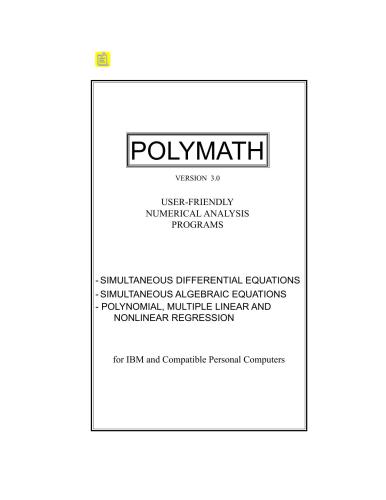 POLYMATH
VERSION 3.0
USER-FRIENDLY
NUMERICAL ANALYSIS
PROGRAMS
- SIMULTANEOUS DIFFERENTIAL EQUATIONS
- SIMULTANEOUS ALGEBRAIC EQUATIONS
- POLYNOMIAL, MULTIPLE LINEAR AND
NONLINEAR REGRESSION
for IBM and Compatible Personal Computers